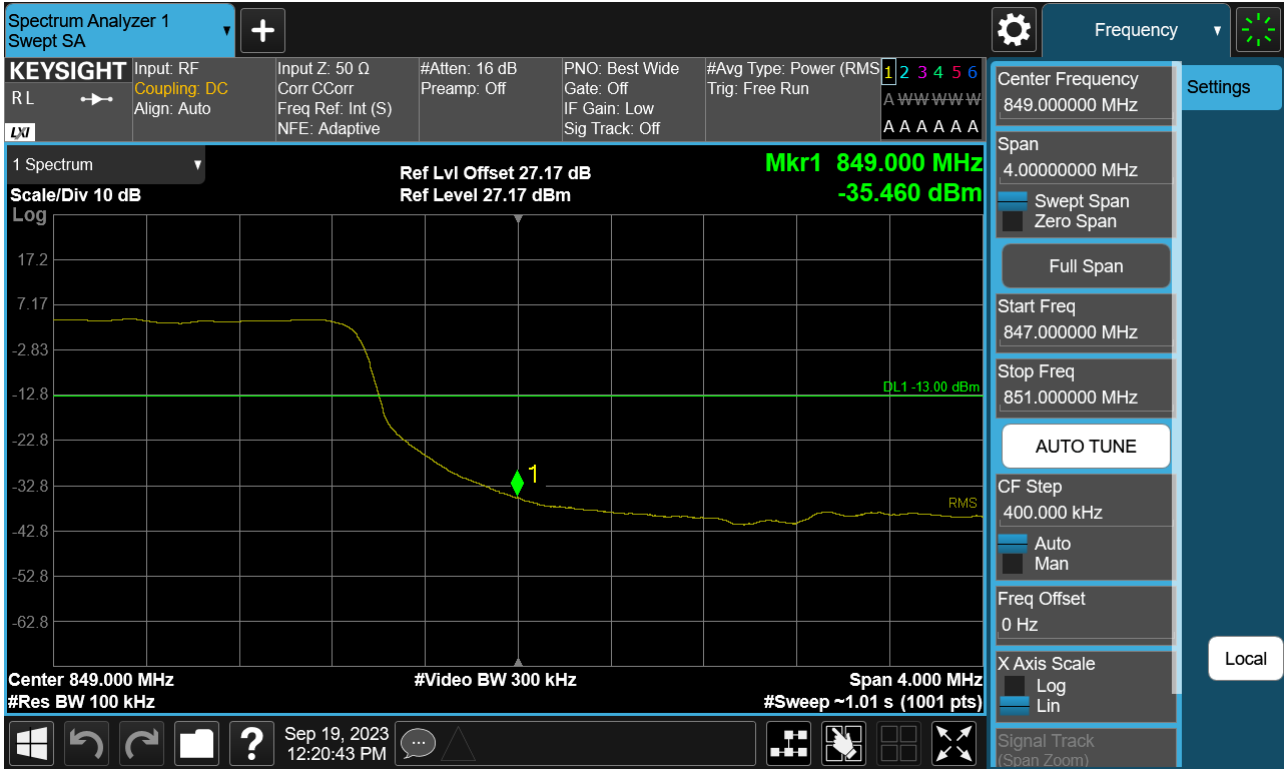 Spectrum Analyzer 1
Swept SA
Frequency
KEYSIGHT
R L
LXI
Input: RF
Coupling: DC
Align: Auto
Input Z: 50 Ω
Corr CCorr
Freq Ref: Int (S)
NFE: Adaptive
#Atten: 16 dB
Preamp: Off
PNO: Best Wide
Gate: Off
IF Gain: Low
Sig Track: Off
#Avg Type: Power (RMS
Trig: Free Run
1 2 3 4 5 6
A W W W W W
A A A A A A
1 Spectrum
Scale/Div 10 dB
Log
Ref Lvl Offset 27.17 dB
Ref Level 27.17 dBm
Mkr1 849.000 MHz
-35.460 dBm
17.2
7.17
-2.83
-12.8
-22.8
-32.8
-42.8
-52.8
-62.8
DL1 -13.00 dBm
1
RMS
Center 849.000 MHz
#Res BW 100 kHz
#Video BW 300 kHz
Span 4.000 MHz
#Sweep ~1.01 s (1001 pts)
Sep 19, 2023
12:20:43 PM
Center Frequency
849.000000 MHz
Span
4.00000000 MHz
Swept Span
Zero Span
Full Span
Start Freq
847.000000 MHz
Stop Freq
851.000000 MHz
AUTO TUNE
CF Step
400.000 kHz
Auto
Man
Freq Offset
0 Hz
X Axis Scale
Log
Lin
Signal Track
(Span Zoom)
Settings
Local